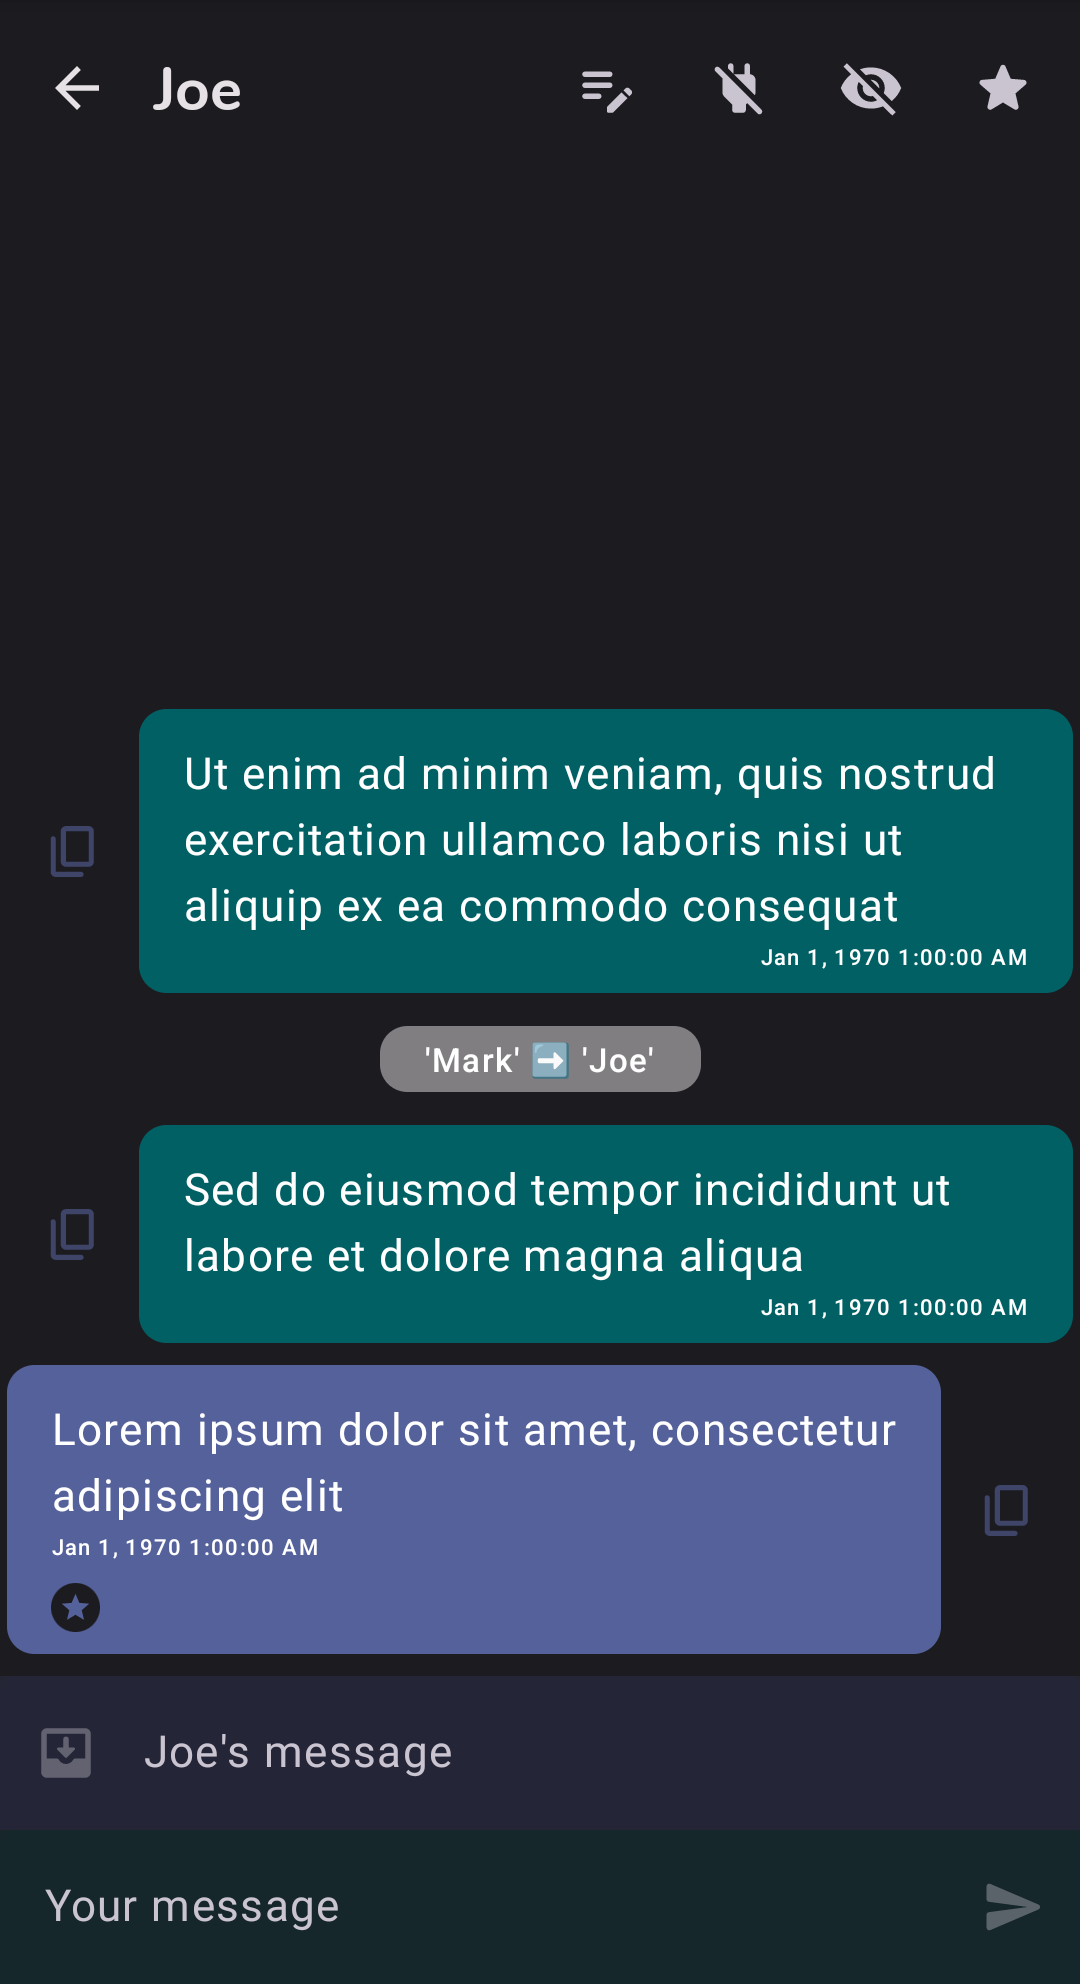 Joe
Ut enim ad minim veniam, quis nostrud
exercitation ullamco laboris nisi ut
aliquip ex ea commodo consequat
Jan 1, 1970 1:00:00 AM
'Mark' ➡️ 'Joe'
Sed do eiusmod tempor incididunt ut
labore et dolore magna aliqua
Jan 1, 1970 1:00:00 AM
Lorem ipsum dolor sit amet, consectetur
adipiscing elit
Jan 1, 1970 1:00:00 AM
Joe's message
Your message